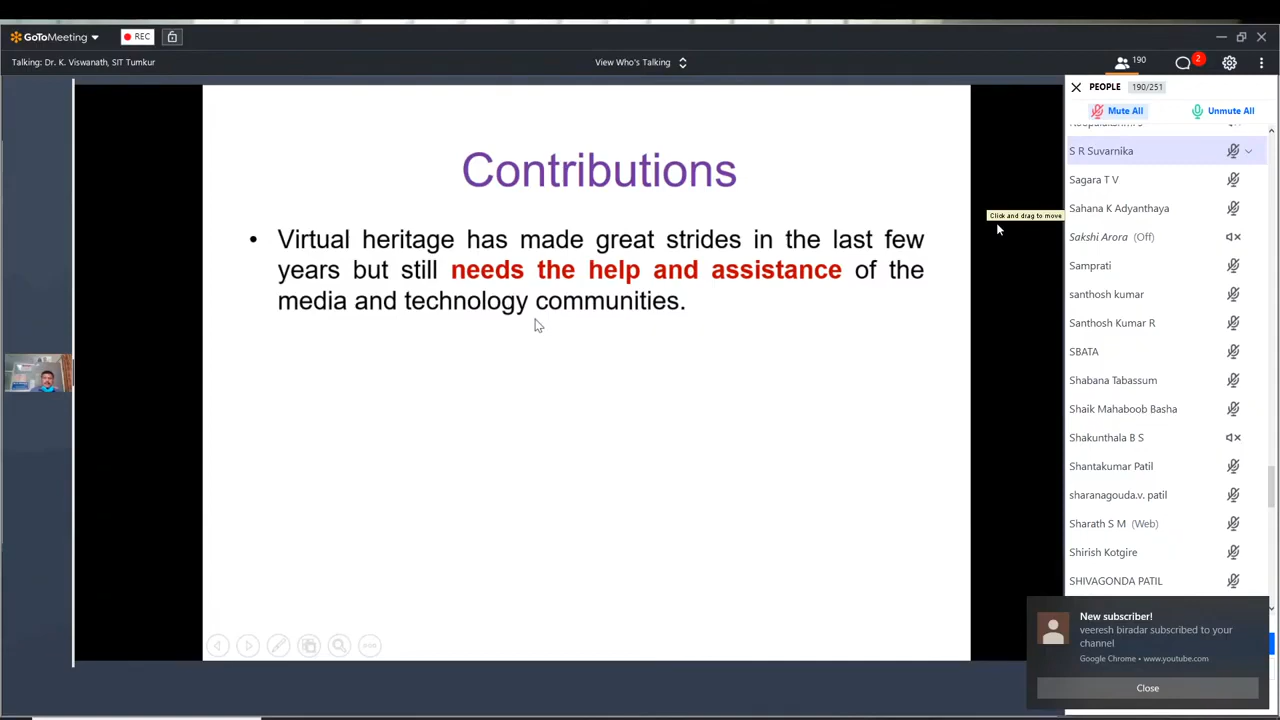 GoToMeeting
REC
Talking: Dr. K. Viswanath, SIT Tumkur
View Who's Talking
190
2
PEOPLE 190/251
Mute All
Unmute All
S R Suvarnika
Sagara T V
Sahana K Adyanthaya
Sakshi Arora (Off)
Samprati
santhosh kumar
Santhosh Kumar R
SBATA
Shabana Tabassum
Shaik Mahaboob Basha
Shakunthala B S
Shantakumar Patil
sharanagouda.v. patil
Sharath S M (Web)
Shirish Kotgire
SHIVAGONDA PATIL
Click and drag to move
Contributions
• Virtual heritage has made great strides in the last few
years but still needs the help and assistance of the
media and technology communities.
New subscriber!
veeresh biradar subscribed to your
channel
Google Chrome • www.youtube.com
Close